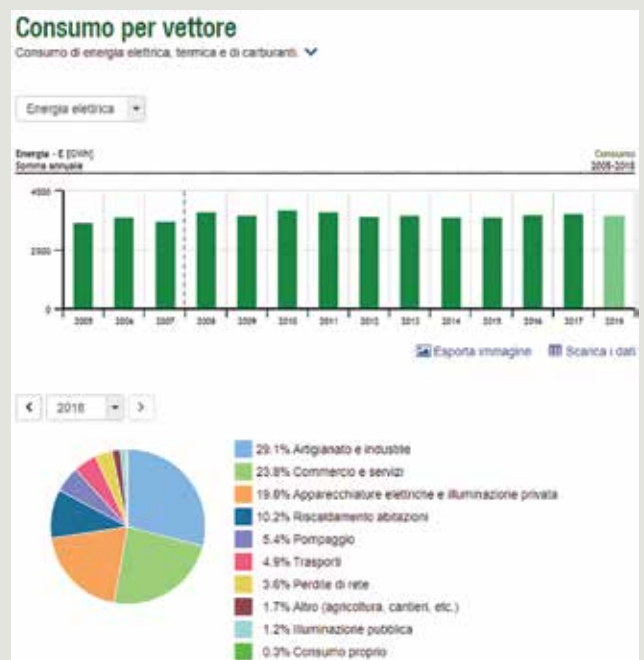 Consumo per vettore
Consumo di energia elettrica, termica e di carburanti.
Energia elettrica
Energia - E [GWh]
Somma annuale
Consumo
2005-2018
4000
2000
0
2005 2006 2007 2008 2009 2010 2011 2012 2013 2014 2015 2016 2017 2018
Esporta immagine Scarica i dati
2018
29.1% Artigianato e industrie
23.8% Commercio e servizi
19.8% Apparecchiature elettriche e illuminazione privata
10.2% Riscaldamento abitazioni
5.4% Pompaggio
4.9% Trasporti
3.6% Perdite di rete
1.7% Altro (agricoltura, cantieri, etc.)
1.2% Illuminazione pubblica
0.3% Consumo proprio